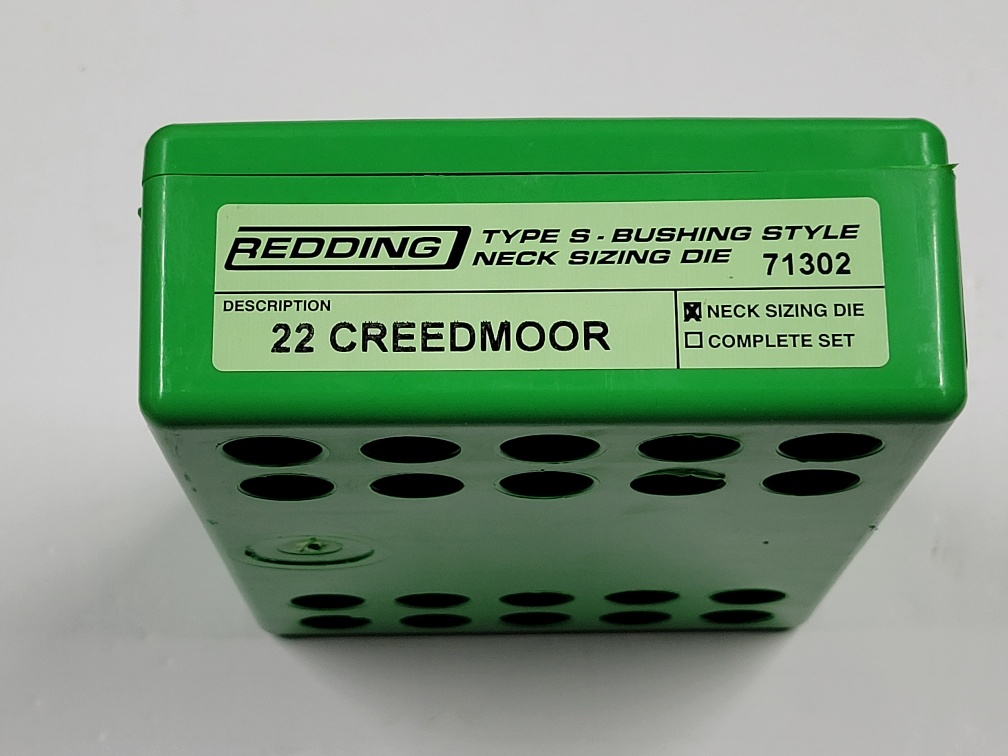 REDDING
TYPE S - BUSHING STYLE
NECK SIZING DIE 71302
DESCRIPTION
22 CREEDMOOR
NECK SIZING DIE
COMPLETE SET